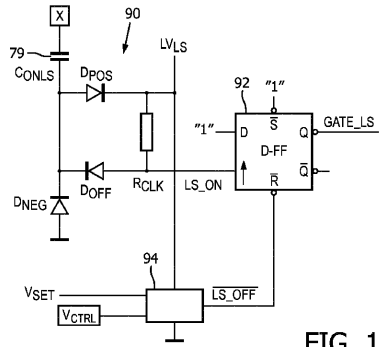 X
90
79
LVLS
CONLS
DPOS
92
"1"
S
Q
GATE_LS
"1"
D
D-FF
Q
DOFF
RCLK
LS_ON
R
DNEG
94
VSET
LS_OFF
VCTRL
FIG. 1